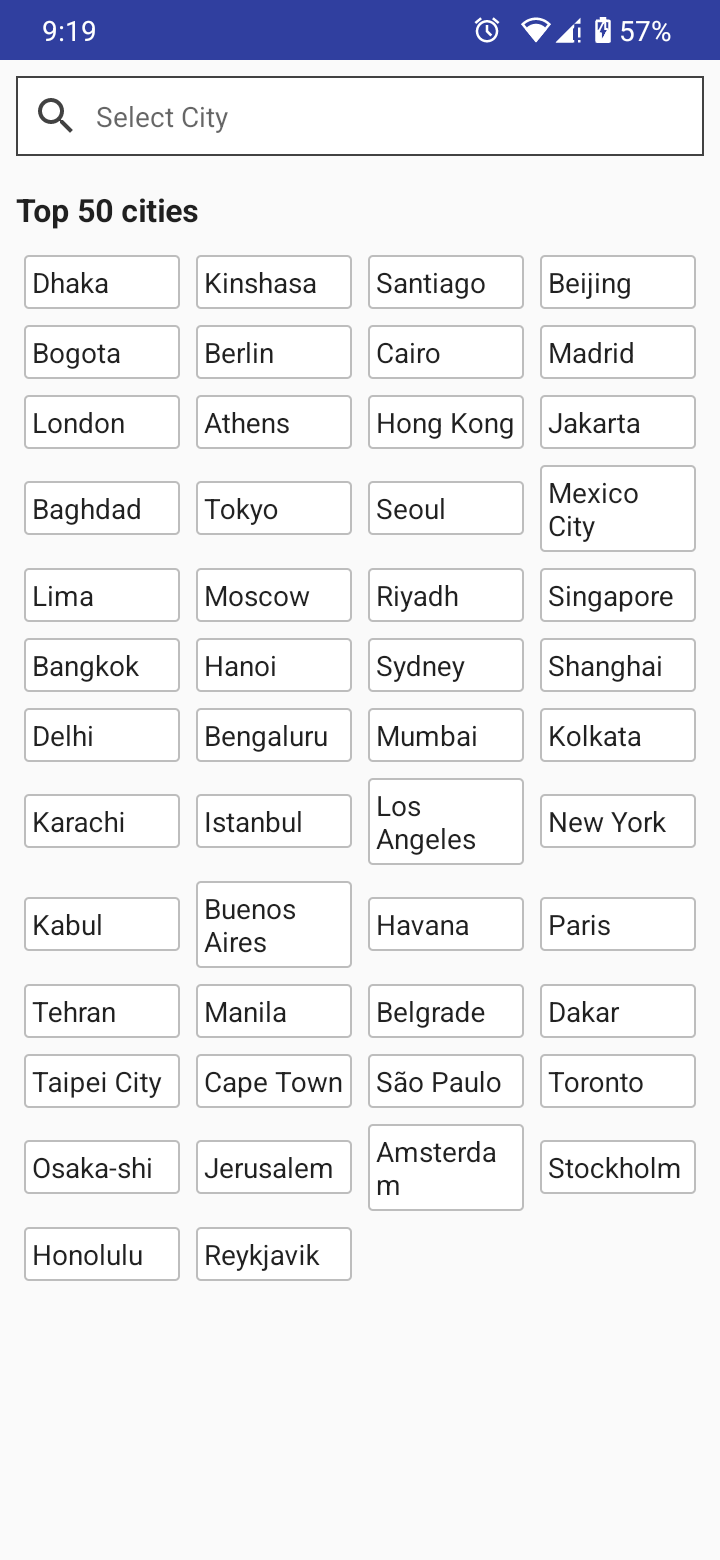 9:19 57%
Select City
Top 50 cities
Dhaka Kinshasa Santiago Beijing
Bogota Berlin Cairo Madrid
London Athens Hong Kong Jakarta
Baghdad Tokyo Seoul Mexico
City
Lima Moscow Riyadh Singapore
Bangkok Hanoi Sydney Shanghai
Delhi Bengaluru Mumbai Kolkata
Karachi Istanbul Los
Angeles New York
Kabul Buenos
Aires Havana Paris
Tehran Manila Belgrade Dakar
Taipei City Cape Town São Paulo Toronto
Osaka-shi Jerusalem Amsterda
m Stockholm
Honolulu Reykjavik